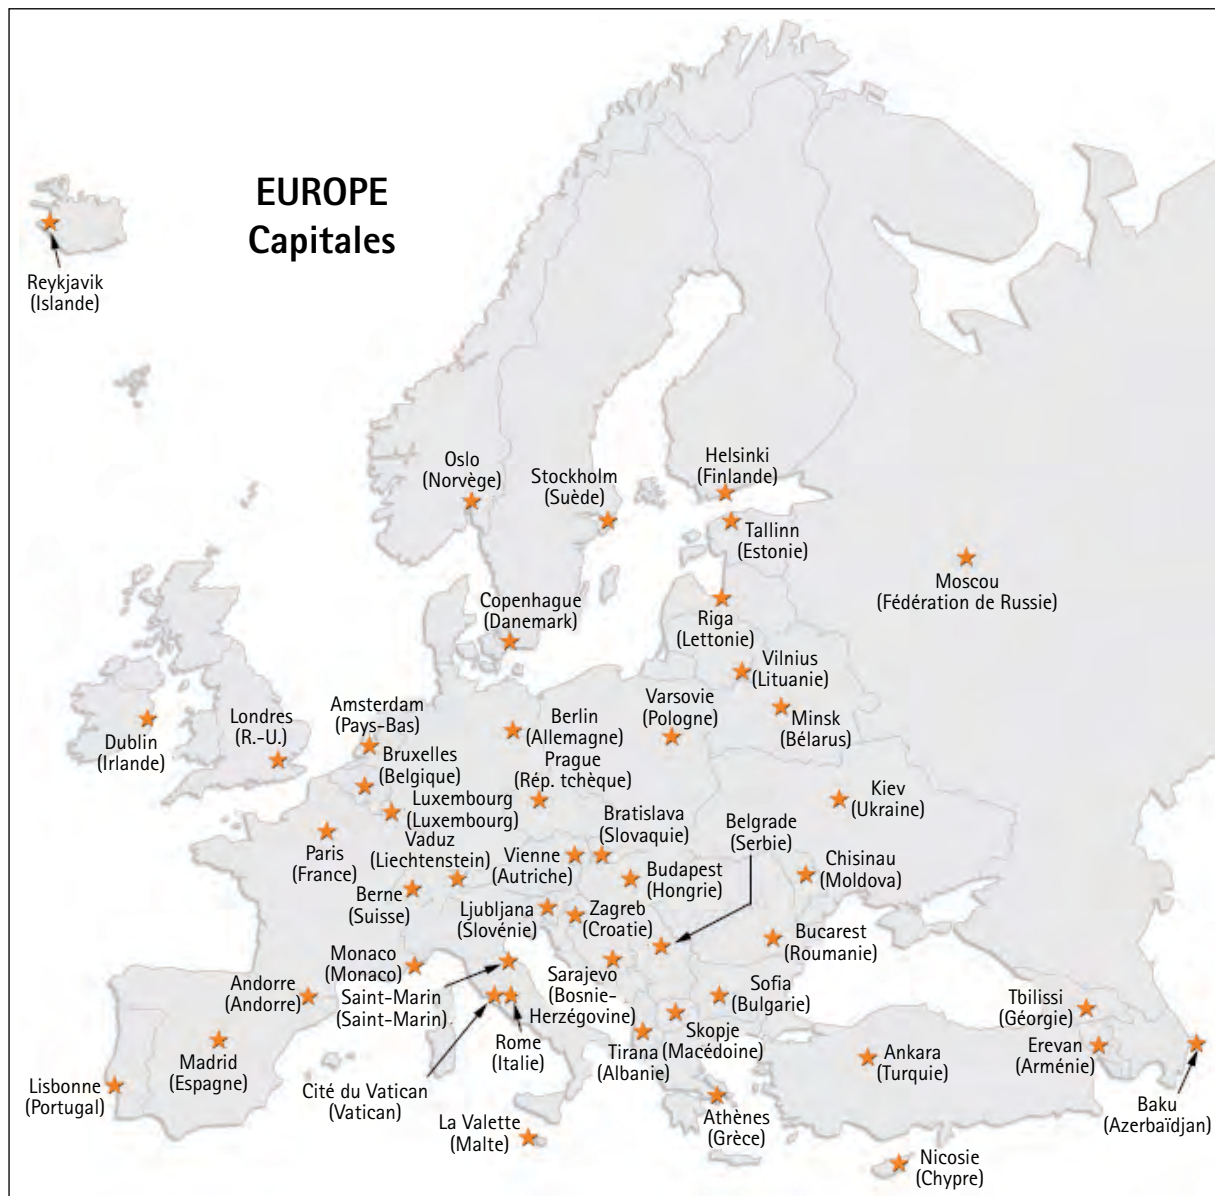 EUROPE
Capitales
Reykjavik
(Islande)
Oslo
(Norvège)
Stockholm
(Suède)
Helsinki
(Finlande)
Tallinn
(Estonie)
Moscou
(Fédération de Russie)
Copenhague
(Danemark)
Riga
(Lettonie)
Vilnius
(Lituanie)
Minsk
(Bélarus)
Varsovie
(Pologne)
Dublin
(Irlande)
Londres
(R.-U.)
Amsterdam
(Pays-Bas)
Bruxelles
(Belgique)
Berlin
(Allemagne)
Prague
(Rép. tchèque)
Luxembourg
(Luxembourg)
Kiev
(Ukraine)
Paris
(France)
Vaduz
(Liechtenstein)
Vienne
(Autriche)
Bratislava
(Slovaquie)
Belgrade
(Serbie)
Budapest
(Hongrie)
Chisinau
(Moldova)
Berne
(Suisse)
Ljubljana
(Slovénie)
Zagreb
(Croatie)
Bucarest
(Roumanie)
Monaco
(Monaco)
Andorre
(Andorre)
Saint-Marin
(Saint-Marin)
Sarajevo
(Bosnie-
Herzégovine)
Sofia
(Bulgarie)
Tbilissi
(Géorgie)
Madrid
(Espagne)
Rome
(Italie)
Tirana
(Albanie)
Skopje
(Macédoine)
Ankara
(Turquie)
Erevan
(Arménie)
Lisbonne
(Portugal)
Cité du Vatican
(Vatican)
La Valette
(Malte)
Athènes
(Grèce)
Baku
(Azerbaïdjan)
Nicosie
(Chypre)